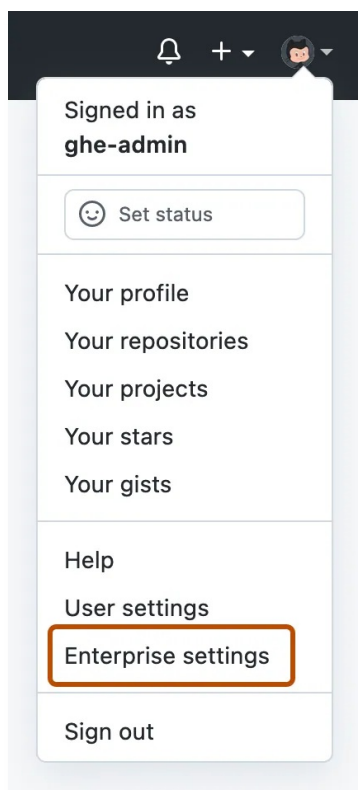 Signed in as
ghe-admin
Set status
Your profile
Your repositories
Your projects
Your stars
Your gists
Help
User settings
Enterprise settings
Sign out